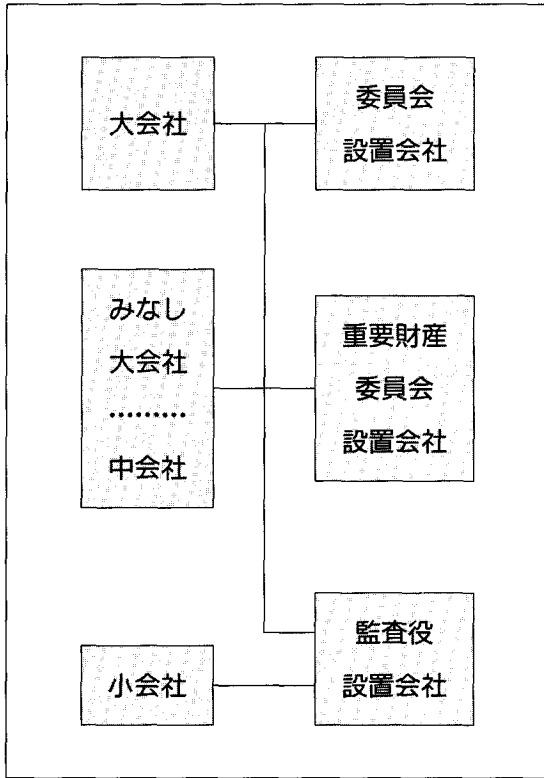 大会社
委員会
設置会社
みなし
大会社
………
中会社
重要財産
委員会
設置会社
小会社
監査役
設置会社